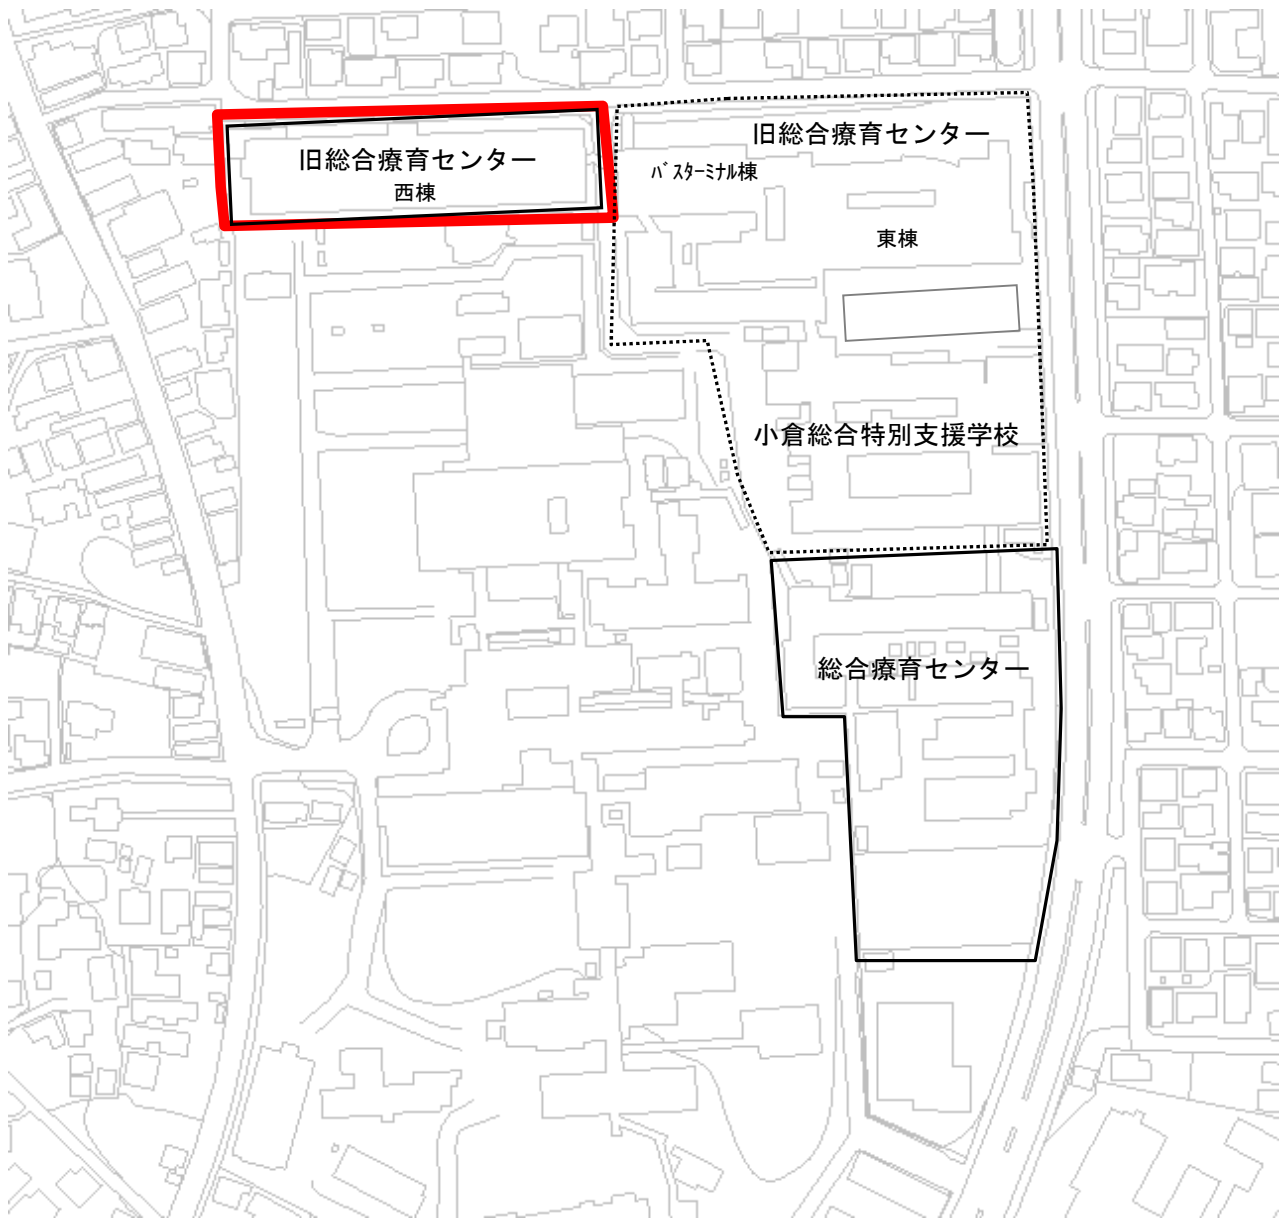 旧総合療育センター
西棟
旧総合療育センター
ﾊﾞｽﾀｰﾐﾅﾙ棟
東棟
小倉総合特別支援学校
総合療育センター